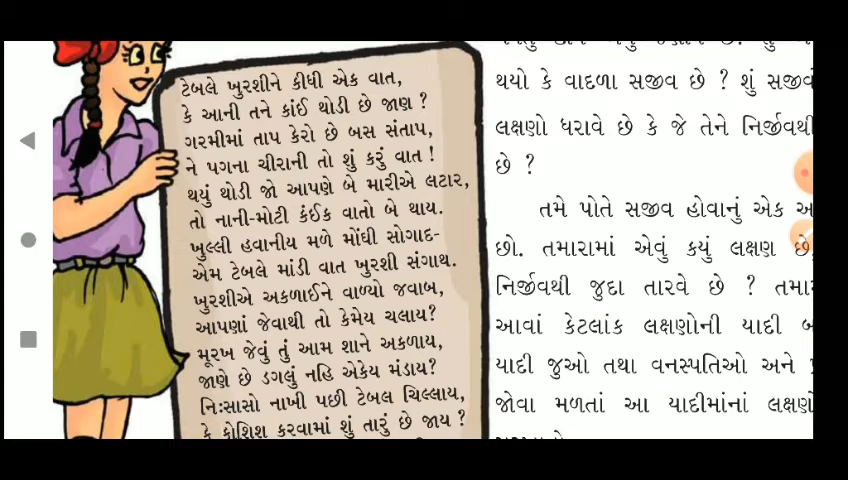 ટેબલે ખુરશીને કીધી એક વાત,
કે આની તને કાંઈ થોડી છે જાણ ?
ગરમીમાં તાપ કેરો છે બસ સંતાપ,
ને પગના ચીરાની તો શું કરું વાત !
થયું થોડી જો આપણે બે મારીએ લટાર,
તો નાની-મોટી કંઈક વાતો બે થાય.
ખુલ્લી હવાનીય મળે મોંઘી સોગાદ-
એમ ટેબલે માંડી વાત ખુરશી સંગાથ.
ખુરશીએ અકળાઈને વાળ્યો જવાબ,
આપણાં જેવાથી તો કેમેય ચલાય?
મૂરખ જેવું તું આમ શાને અકળાય,
જાણે છે ડગલું નહિ એકેય મંડાય?
નિઃસાસો નાખી પછી ટેબલ ચિલ્લાય,
કે કોશિશ કરવામાં શું તારું છે જાય ?
થયો કે વાદળા સજીવ છે ? શું સજીવ
લક્ષણો ધરાવે છે કે જે તેને નિર્જીવથી
છે ?
તમે પોતે સજીવ હોવાનું એક
છો. તમારામાં એવું કયું લક્ષણ છે,
નિર્જીવથી જુદા તારવે છે ?
આવાં કેટલાંક લક્ષણોની યાદી
યાદી જુઓ તથા વનસ્પતિઓ અને
જોવા મળતાં આ યાદીમાંનાં લક્ષણો